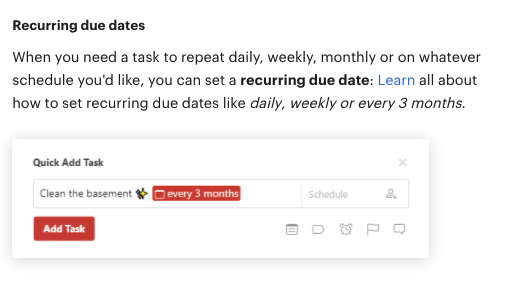 Recurring due dates
When you need a task to repeat daily, weekly, monthly or on whatever
schedule you'd like, you can set a recurring due date: Learn all about
how to set recurring due dates like daily, weekly or every 3 months.
Quick Add Task
Clean the basement ✨ every 3 months Schedule
Add Task